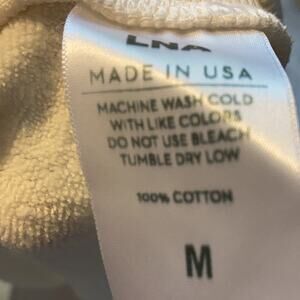 LNA
MADE IN USA
MACHINE WASH COLD
WITH LIKE COLORS
DO NOT USE BLEACH
TUMBLE DRY LOW
100% COTTON
M